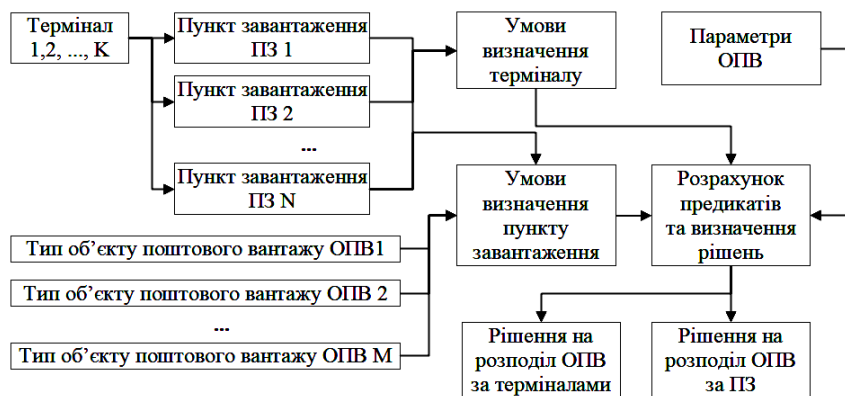 Термінал
1,2, ..., K
Пункт завантаження
ПЗ 1
Пункт завантаження
ПЗ 2
...
Пункт завантаження
ПЗ N
Умови
визначення
терміналу
Параметри
ОПВ
Умови
визначення
пункту
завантаження
Розрахунок
предикатів
та визначення
рішень
Тип об’єкту поштового вантажу ОПВ1
Тип об’єкту поштового вантажу ОПВ 2
...
Тип об’єкту поштового вантажу ОПВ М
Рішення на
розподіл ОПВ
за терміналами
Рішення на
розподіл ОПВ
за ПЗ